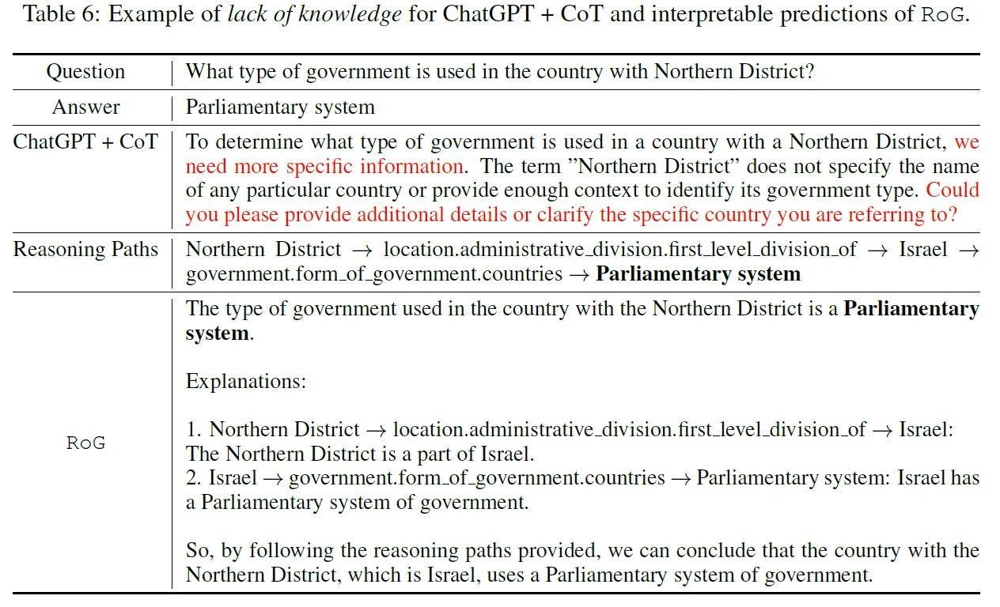 Table 6: Example of lack of knowledge for ChatGPT + CoT and interpretable predictions of RoG.
Question
What type of government is used in the country with Northern District?
Answer
Parliamentary system
ChatGPT + CoT
To determine what type of government is used in a country with a Northern District, we
need more specific information. The term ”Northern District” does not specify the name
of any particular country or provide enough context to identify its government type. Could
you please provide additional details or clarify the specific country you are referring to?
Reasoning Paths
Northern District → location.administrative_division.first_level_division_of → Israel →
government.form_of_government.countries → Parliamentary system
RoG
The type of government used in the country with the Northern District is a Parliamentary
system.
Explanations:
1. Northern District → location.administrative_division.first_level_division_of → Israel:
The Northern District is a part of Israel.
2. Israel → government.form_of_government.countries → Parliamentary system: Israel has
a Parliamentary system of government.
So, by following the reasoning paths provided, we can conclude that the country with the
Northern District, which is Israel, uses a Parliamentary system of government.